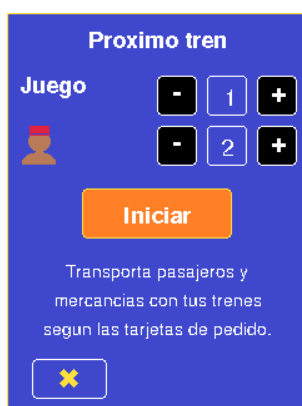 Proximo tren
Juego - 1 +
- 2 +
Iniciar
Transporta pasajeros y
mercancias con tus trenes
segun las tarjetas de pedido.